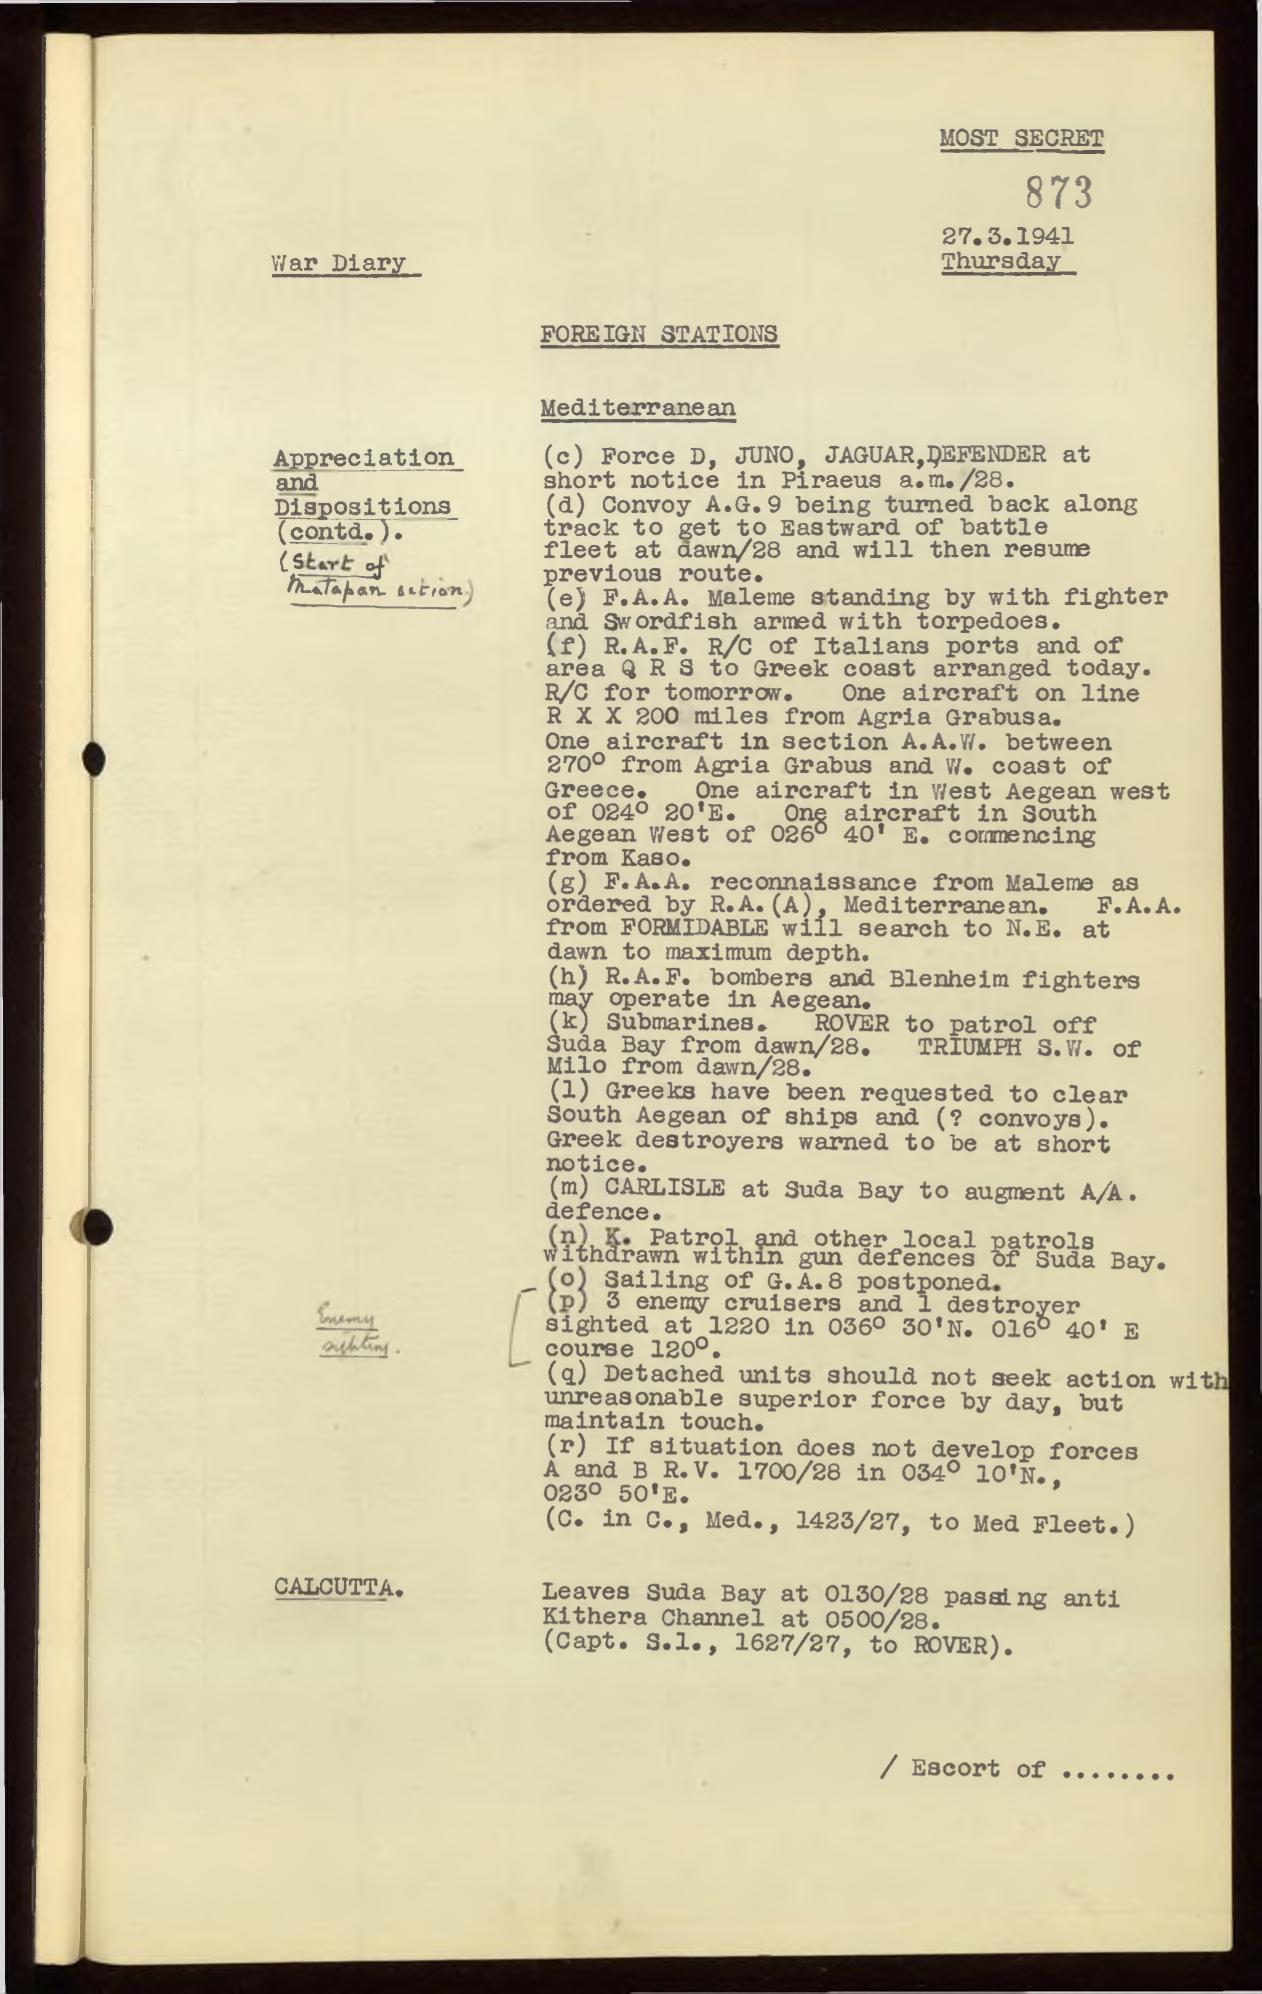 MOST SECRET
873
27.3.1941
Thursday
War Diary
FOREIGN STATIONS
Mediterranean
Appreciation
and
Dispositions
(contd.).
(Start of
Matapan action)
(c) Force D, JUNO, JAGUAR,DEFENDER at
short notice in Piraeus a.m./28.
(d) Convoy A.G.9 being turned back along
track to get to Eastward of battle
fleet at dawn/28 and will then resume
previous route.
(e) F.A.A. Maleme standing by with fighter
and Swordfish armed with torpedoes.
(f) R.A.F. R/C of Italians ports and of
area Q R S to Greek coast arranged today.
R/C for tomorrow. One aircraft on line
R X X 200 miles from Agria Grabusa.
One aircraft in section A.A.W. between
270° from Agria Grabus and W. coast of
Greece. One aircraft in West Aegean west
of 024° 20'E. One aircraft in South
Aegean West of 026° 40' E. commencing
from Kaso.
(g) F.A.A. reconnaissance from Maleme as
ordered by R.A.(A), Mediterranean. F.A.A.
from FORMIDABLE will search to N.E. at
dawn to maximum depth.
(h) R.A.F. bombers and Blenheim fighters
may operate in Aegean.
(k) Submarines. ROVER to patrol off
Suda Bay from dawn/28. TRIUMPH S.W. of
Milo from dawn/28.
(l) Greeks have been requested to clear
South Aegean of ships and (? convoys).
Greek destroyers warned to be at short
notice.
(m) CARLISLE at Suda Bay to augment A/A.
defence.
(n) K. Patrol and other local patrols
withdrawn within gun defences of Suda Bay.
(o) Sailing of G.A.8 postponed.
Enemy
sighting.
(p) 3 enemy cruisers and 1 destroyer
sighted at 1220 in 036° 30'N. 016° 40' E
course 120°.
(q) Detached units should not seek action with
unreasonable superior force by day, but
maintain touch.
(r) If situation does not develop forces
A and B R.V. 1700/28 in 034° 10'N.,
023° 50'E.
(C. in C., Med., 1423/27, to Med Fleet.)
CALCUTTA.
Leaves Suda Bay at 0130/28 passing anti
Kithera Channel at 0500/28.
(Capt. S.1., 1627/27, to ROVER).
/ Escort of ........